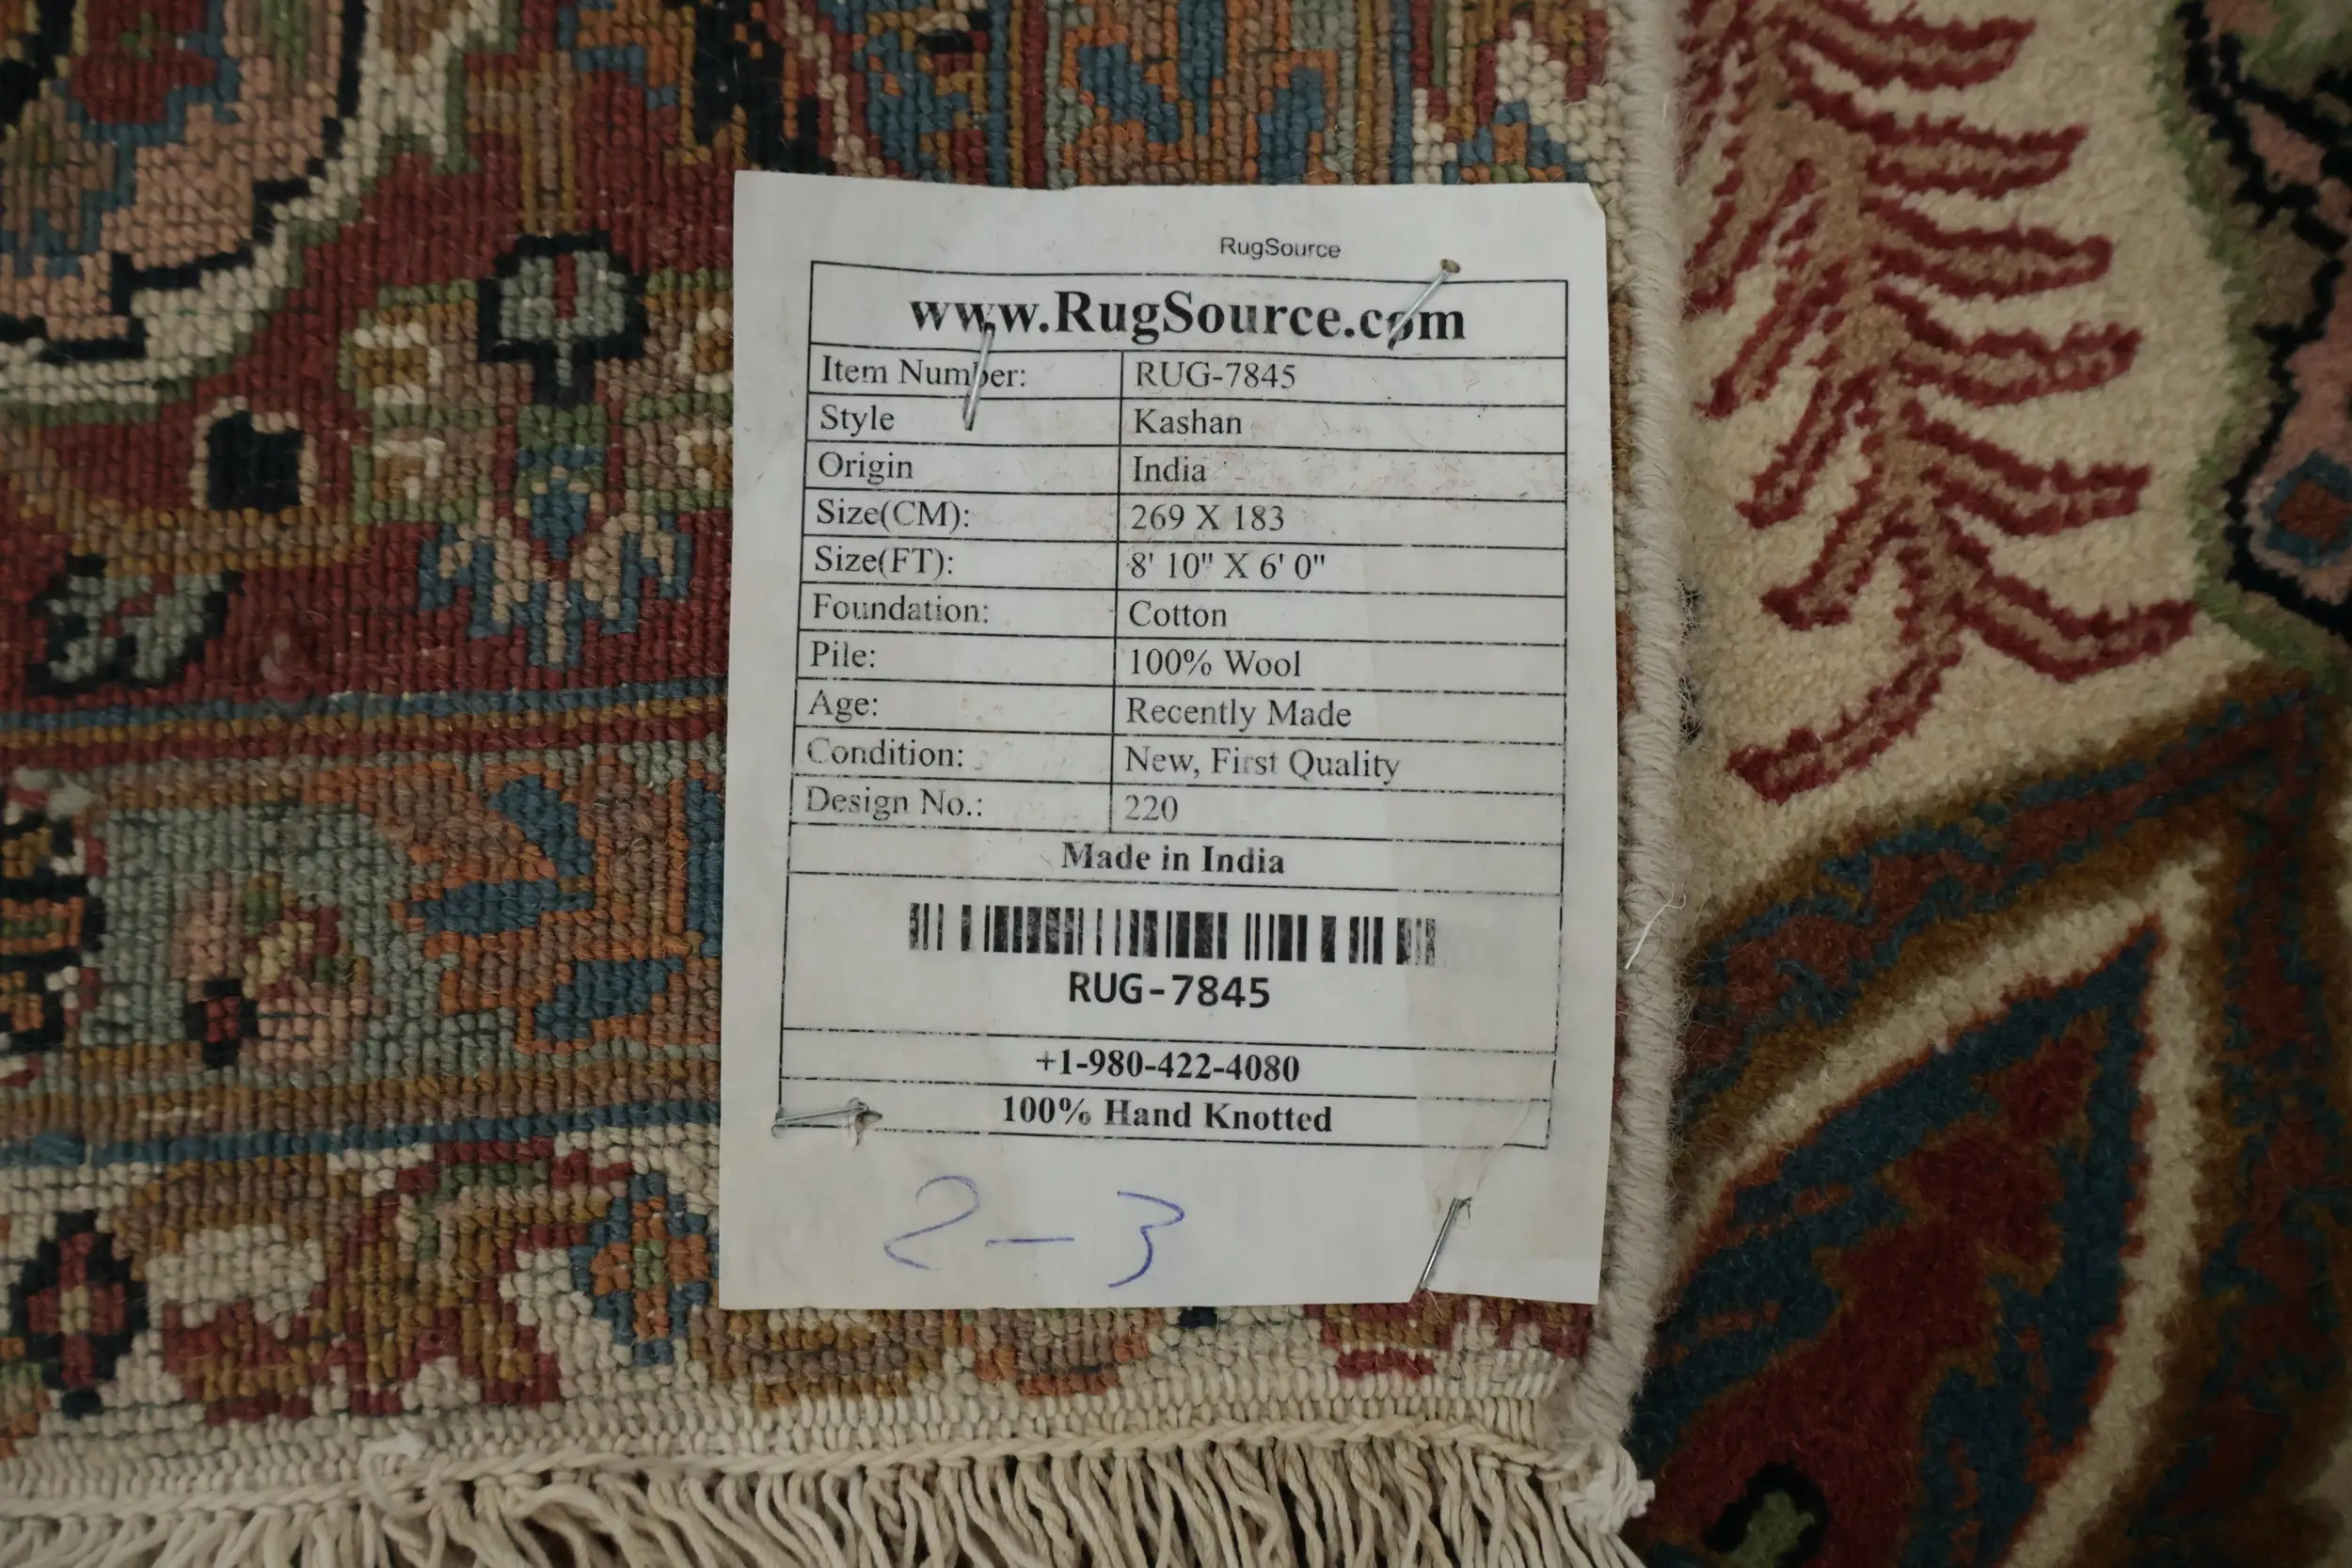 RugSource
www.RugSource.com
Item Number: RUG-7845
Style Kashan
Origin India
Size(CM): 269 X 183
Size(FT): 8' 10" X 6' 0"
Foundation: Cotton
Pile: 100% Wool
Age: Recently Made
Condition: New, First Quality
Design No.: 220
Made in India
RUG-7845
+1-980-422-4080
100% Hand Knotted
2-3